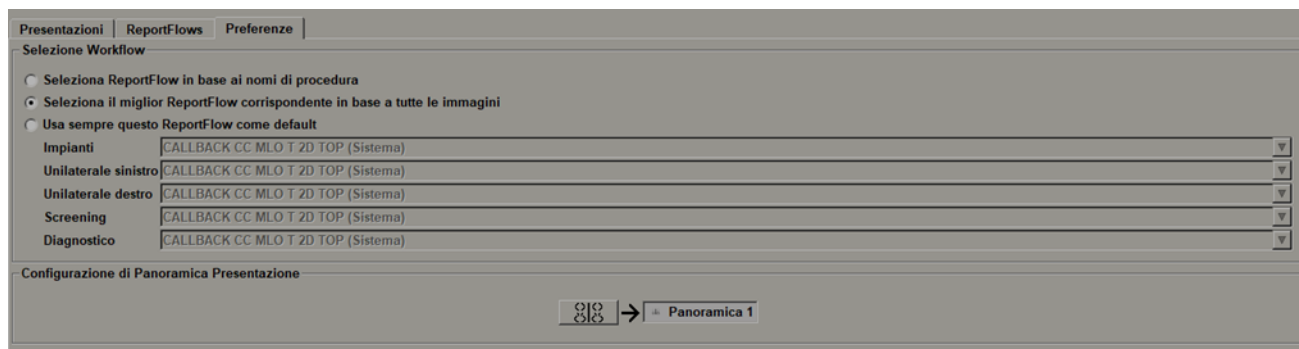 Presentazioni ReportFlows Preferenze
Selezione Workflow
Seleziona ReportFlow in base ai nomi di procedura
Seleziona il miglior ReportFlow corrispondente in base a tutte le immagini
Usa sempre questo ReportFlow come default
Impianti CALLBACK CC MLO T 2D TOP (Sistema)
Unilaterale sinistro CALLBACK CC MLO T 2D TOP (Sistema)
Unilaterale destro CALLBACK CC MLO T 2D TOP (Sistema)
Screening CALLBACK CC MLO T 2D TOP (Sistema)
Diagnostico CALLBACK CC MLO T 2D TOP (Sistema)
Configurazione di Panoramica Presentazione
Panoramica 1